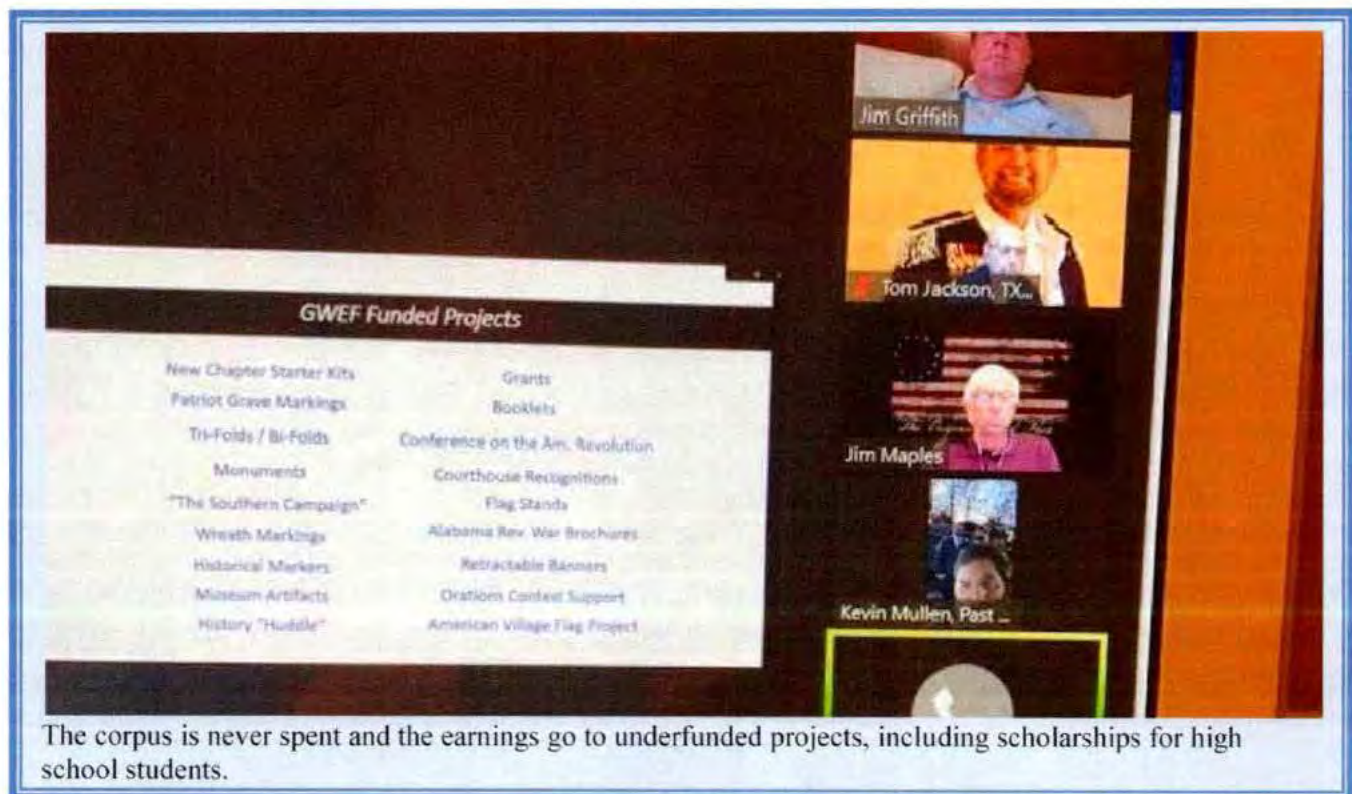 Jim Griffith
Tom Jackson, TX...
Jim Maples
Kevin Mullen, Past ...
GWEF Funded Projects
New Chapter Starter Kits
Patriot Grave Markings
Tri-Folds / Bi-Folds
Monuments
"The Southern Campaign"
Wreath Markings
Historical Markers
Museum Artifacts
History "Huddle"
Grants
Booklets
Conference on the Am. Revolution
Courthouse Recognitions
Flag Stands
Alabama Rev. War Brochures
Retractable Banners
Orations Contest Support
American Village Flag Project
The corpus is never spent and the earnings go to underfunded projects, including scholarships for high
school students.